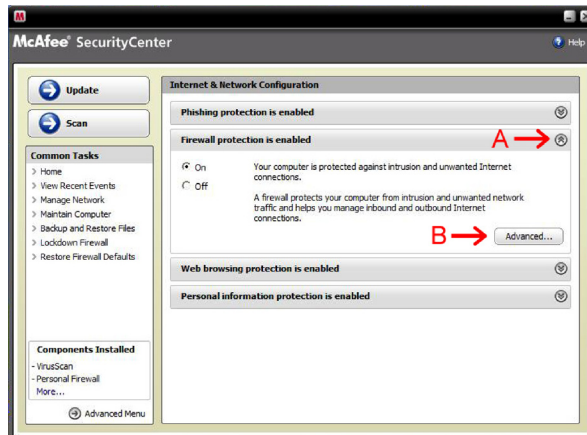 McAfee® SecurityCenter
Help
Update
Scan
Common Tasks
> Home
> View Recent Events
> Manage Network
> Maintain Computer
> Backup and Restore Files
> Lockdown Firewall
> Restore Firewall Defaults
Components Installed
- VirusScan
- Personal Firewall
More...
Advanced Menu
Internet & Network Configuration
Phishing protection is enabled
Firewall protection is enabled
A
On
Off
Your computer is protected against intrusion and unwanted Internet
connections.
A firewall protects your computer from intrusion and unwanted network
traffic and helps you manage inbound and outbound Internet
connections.
B
Advanced...
Web browsing protection is enabled
Personal information protection is enabled